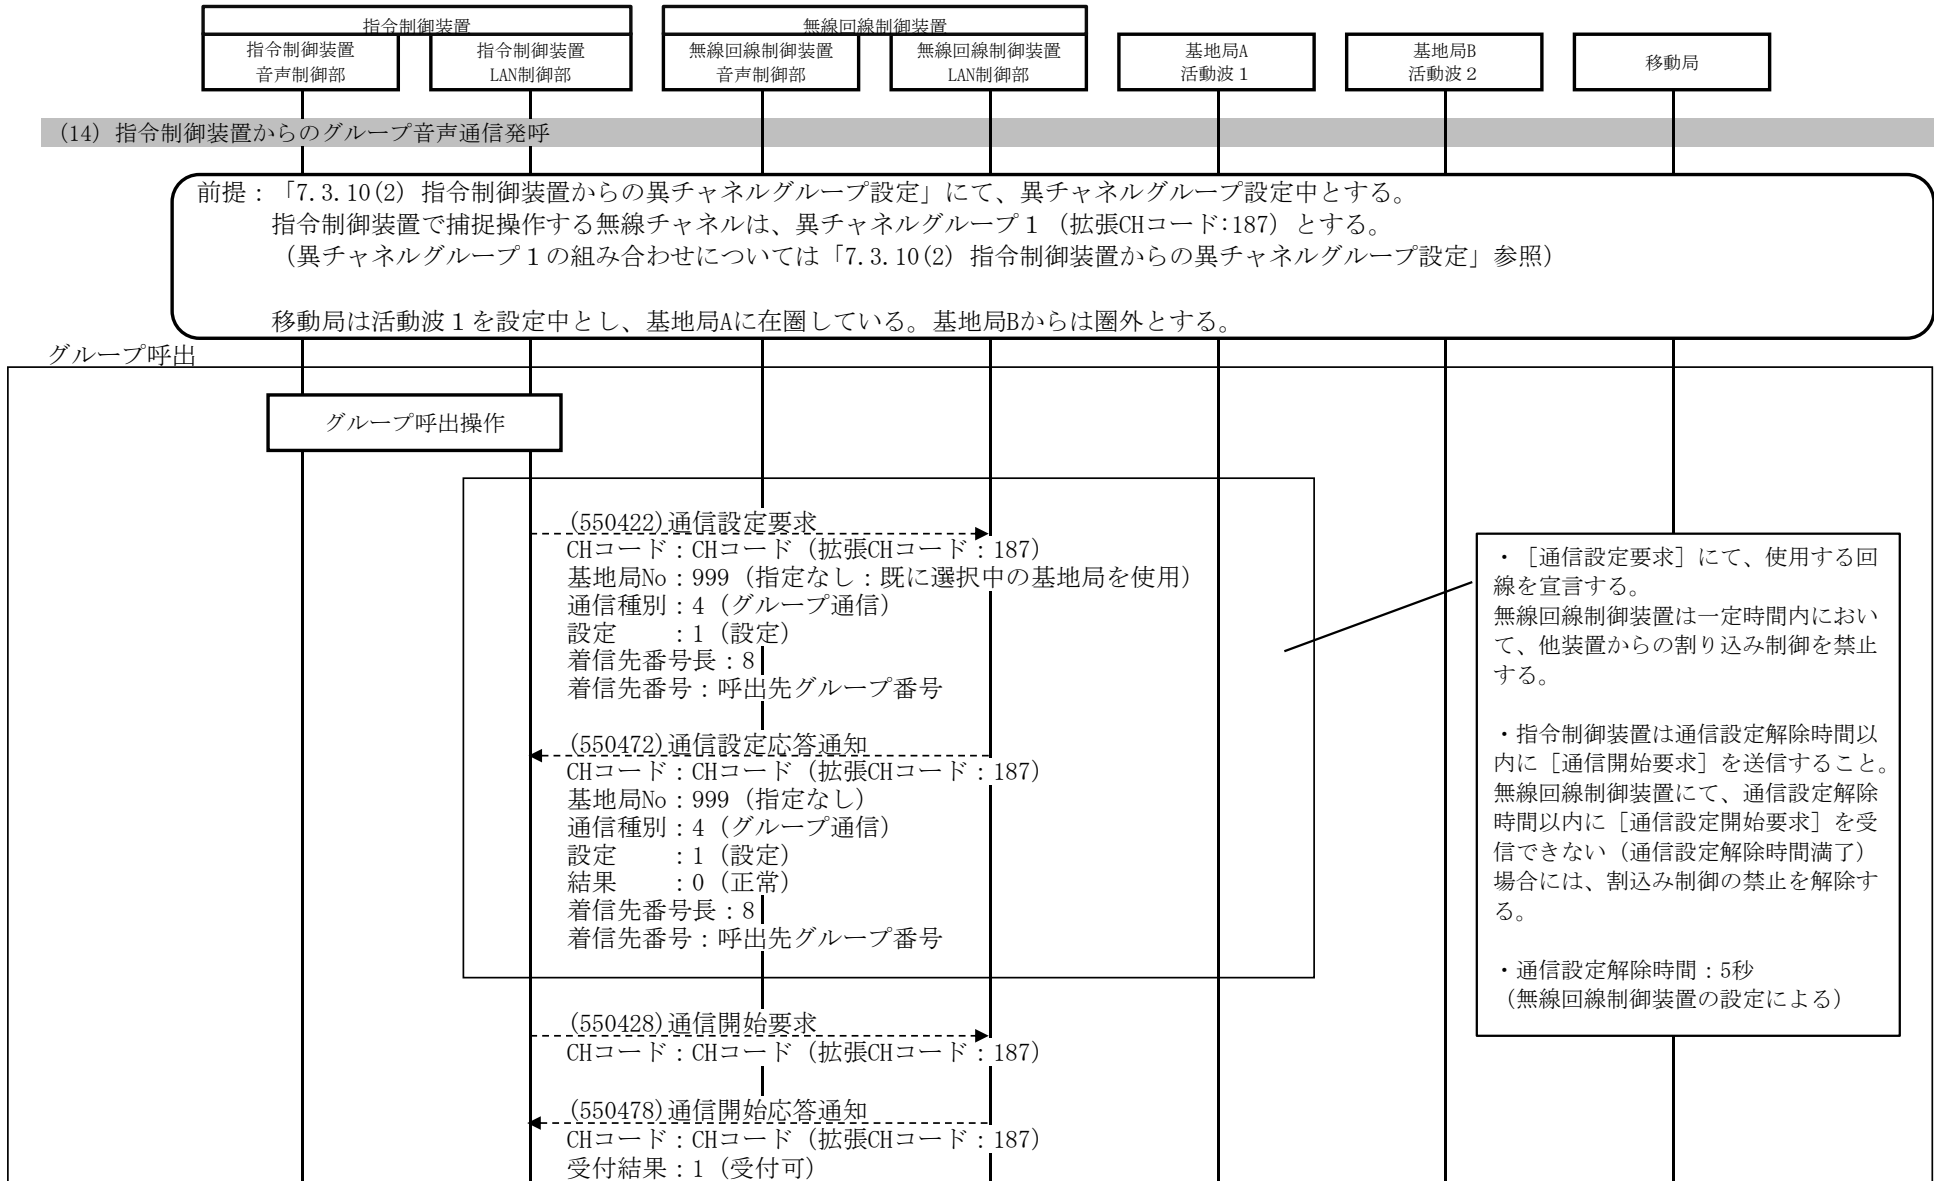 指令制御装置
無線回線制御装置
指令制御装置
音声制御部
指令制御装置
LAN制御部
無線回線制御装置
音声制御部
無線回線制御装置
LAN制御部
基地局A
活動波１
基地局B
活動波２
移動局
(14) 指令制御装置からのグループ音声通信発呼
前提：「7.3.10(2) 指令制御装置からの異チャネルグループ設定」にて、異チャネルグループ設定中とする。
指令制御装置で捕捉操作する無線チャネルは、異チャネルグループ１（拡張CHコード:187）とする。
（異チャネルグループ１の組み合わせについては「7.3.10(2) 指令制御装置からの異チャネルグループ設定」参照）
移動局は活動波１を設定中とし、基地局Aに在圏している。基地局Bからは圏外とする。
グループ呼出
グループ呼出操作
(550422)通信設定要求
CHコード：CHコード（拡張CHコード：187）
基地局No：999（指定なし：既に選択中の基地局を使用）
通信種別：4（グループ通信）
設定　　：1（設定）
着信先番号長：8
着信先番号：呼出先グループ番号
(550472)通信設定応答通知
CHコード：CHコード（拡張CHコード：187）
基地局No：999（指定なし）
通信種別：4（グループ通信）
設定　　：1（設定）
結果　　：0（正常）
着信先番号長：8
着信先番号：呼出先グループ番号
(550428)通信開始要求
CHコード：CHコード（拡張CHコード：187）
(550478)通信開始応答通知
CHコード：CHコード（拡張CHコード：187）
受付結果：1（受付可）
・［通信設定要求］にて、使用する回
線を宣言する。
無線回線制御装置は一定時間内におい
て、他装置からの割り込み制御を禁止
する。
・指令制御装置は通信設定解除時間以
内に［通信開始要求］を送信すること。
無線回線制御装置にて、通信設定解除
時間以内に［通信設定開始要求］を受
信できない（通信設定解除時間満了）
場合には、割込み制御の禁止を解除す
る。
・通信設定解除時間：5秒
（無線回線制御装置の設定による）